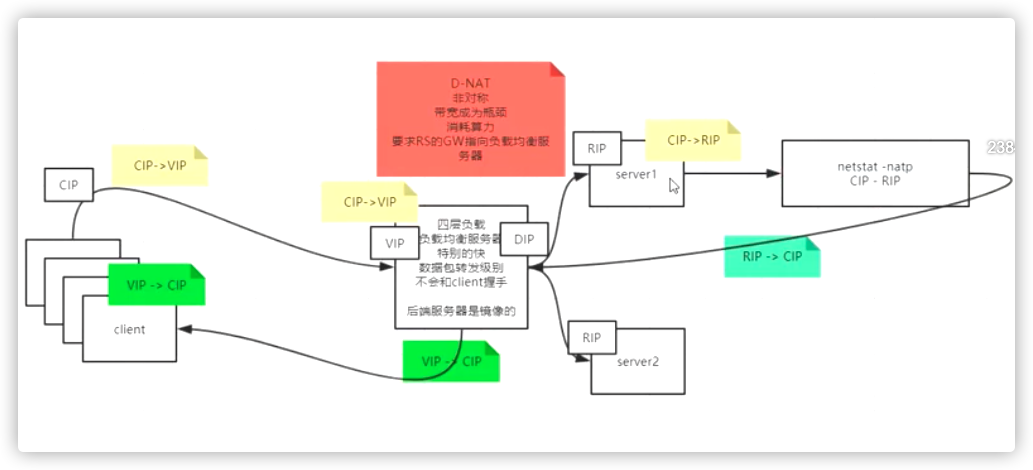 D-NAT
非对称
带宽成为瓶颈
消耗算力
要求RS的GW指向负载均衡服
务器
CIP->VIP
CIP
CIP->VIP
VIP
四层负载
负载均衡服务器
特别的快
数据包转发级别
不会和client握手
后端服务器是镜像的
DIP
RIP
CIP->RIP
server1
netstat -natp
CIP - RIP
238
RIP -> CIP
VIP -> CIP
client
VIP -> CIP
RIP
server2